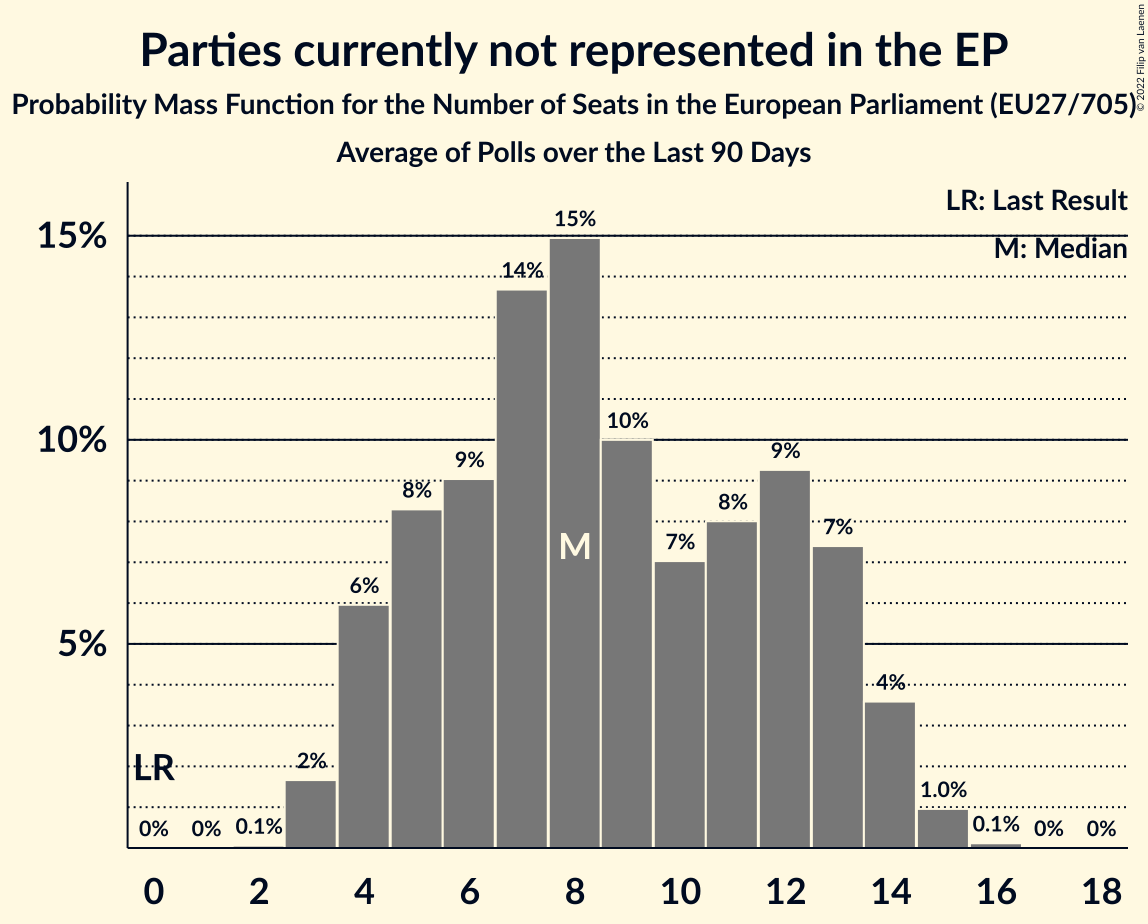 Parties currently not represented in the EP
Probability Mass Function for the Number of Seats in the European Parliament (EU27/705)
Average of Polls over the Last 90 Days
© 2022 Filip van Laenen
LR: Last Result
M: Median
15%
10%
5%
LR
0%
0%
0.1%
2%
6%
8%
9%
14%
15%
M
10%
7%
8%
9%
7%
4%
1.0%
0.1%
0%
0%
0 2 4 6 8 10 12 14 16 18